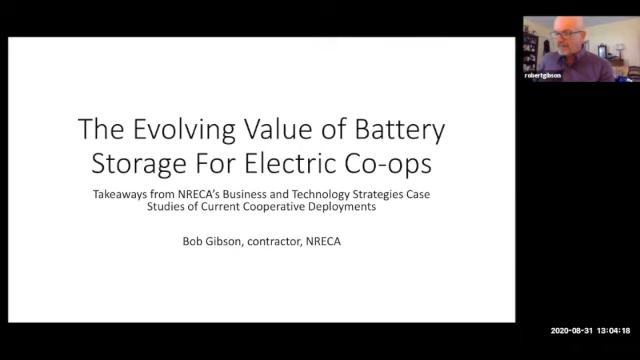 The Evolving Value of Battery
Storage For Electric Co-ops
Takeaways from NRECA's Business and Technology Strategies Case
Studies of Current Cooperative Deployments
Bob Gibson, contractor, NRECA
robertgibson
2020-08-31 13:04:18